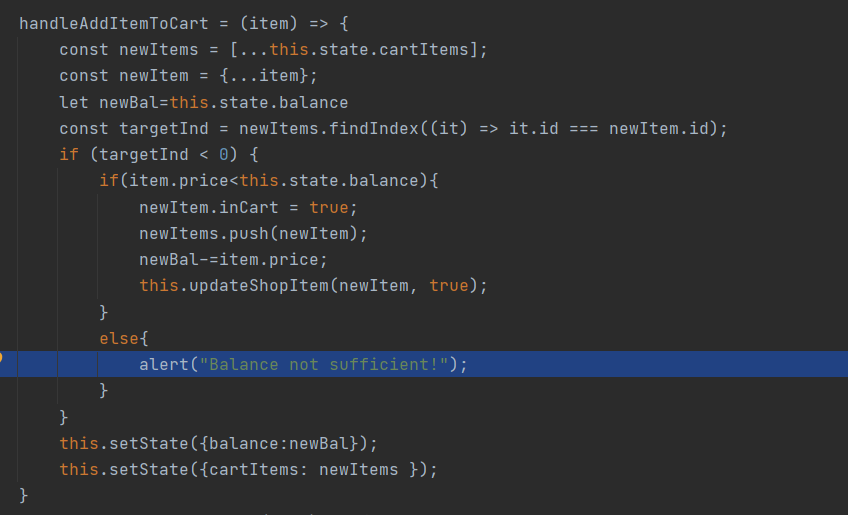 handleAddItemToCart = (item) => {
    const newItems = [...this.state.cartItems];
    const newItem = {...item};
    let newBal=this.state.balance
    const targetInd = newItems.findIndex((it) => it.id === newItem.id);
    if (targetInd < 0) {
        if(item.price<this.state.balance){
            newItem.inCart = true;
            newItems.push(newItem);
            newBal-=item.price;
            this.updateShopItem(newItem, true);
        }
        else{
            alert("Balance not sufficient!");
        }
    }
    this.setState({balance:newBal});
    this.setState({cartItems: newItems });
}